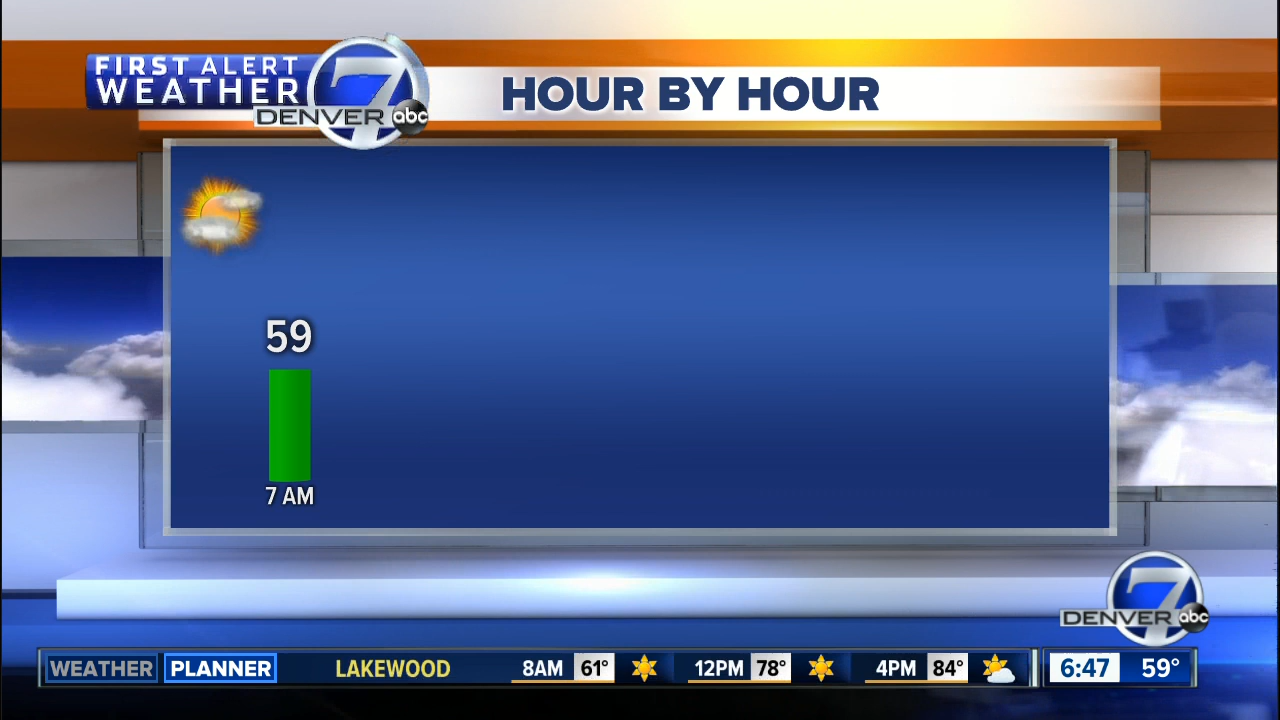 FIRST ALERT
WEATHER
7
DENVER abc
HOUR BY HOUR
59
7 AM
7
DENVER abc
WEATHER PLANNER LAKEWOOD 8AM 61° 12PM 78° 4PM 84° 6:47 59°